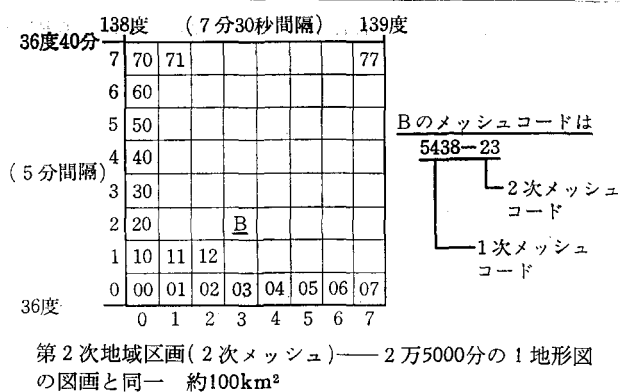 138度 (7分30秒間隔) 139度
36度40分
7 70 71 77
6 60
5 50
4 40
(5分間隔)
3 30
2 20 B
1 10 11 12
0 00 01 02 03 04 05 06 07
36度
0 1 2 3 4 5 6 7
Bのメッシュコードは
5438—23
2次メッシュ
コード
1次メッシュ
コード
第2次地域区画(2次メッシュ)——2万5000分の1地形図
の図画と同一 約100km²